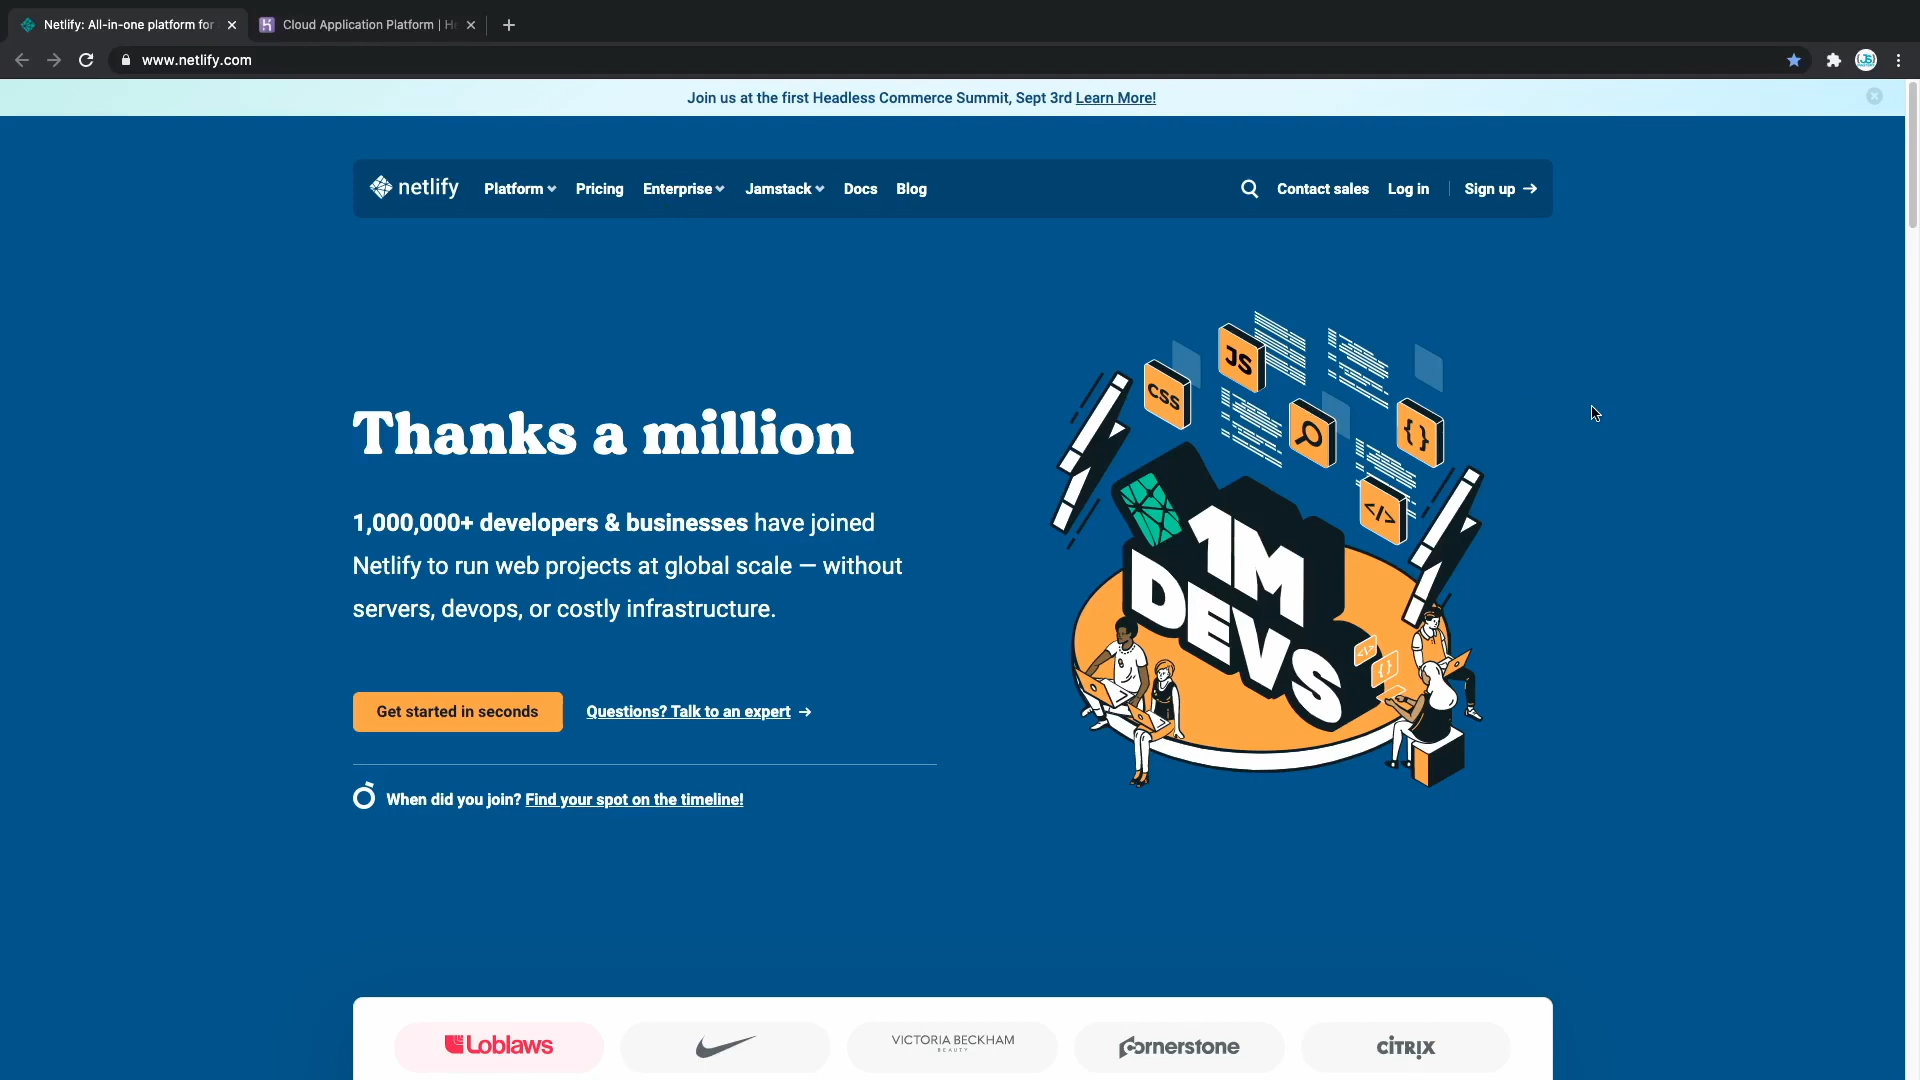 Netlify: All-in-one platform for
Cloud Application Platform | He
www.netlify.com
Join us at the first Headless Commerce Summit, Sept 3rd Learn More!
netlify Platform Pricing Enterprise Jamstack Docs Blog Contact sales Log in Sign up →
JS
CSS
{ }
</>
1M
DEVS
</>
{ }
Thanks a million
1,000,000+ developers & businesses have joined
Netlify to run web projects at global scale — without
servers, devops, or costly infrastructure.
Get started in seconds Questions? Talk to an expert →
When did you join? Find your spot on the timeline!
Loblaws
VICTORIA BECKHAM
BEAUTY
Cornerstone
CITRIX